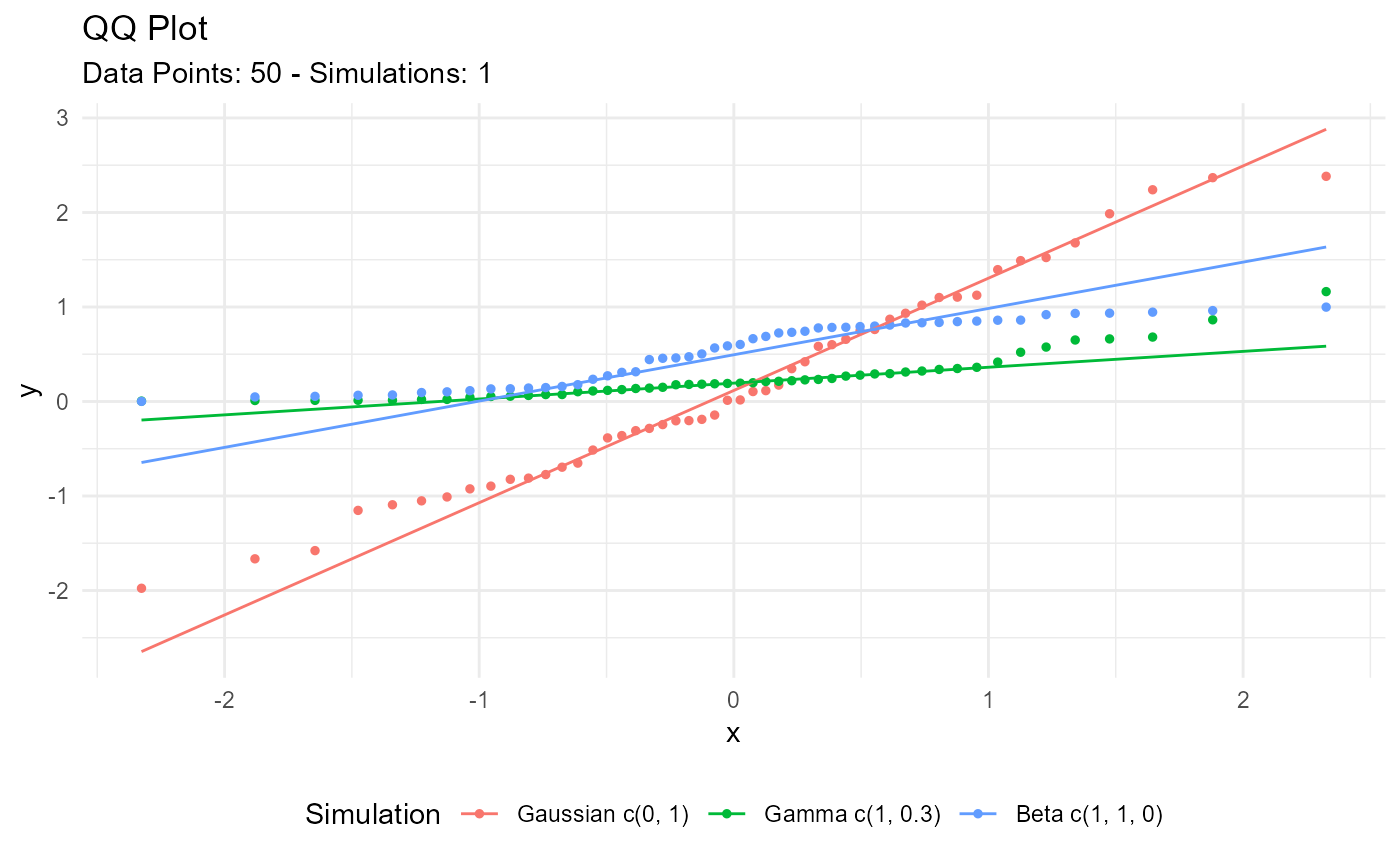 QQ Plot
Data Points: 50 - Simulations: 1
3
2
1
0
-1
-2
y
-2 -1 0 1 2
x
Simulation Gaussian c(0, 1) Gamma c(1, 0.3) Beta c(1, 1, 0)